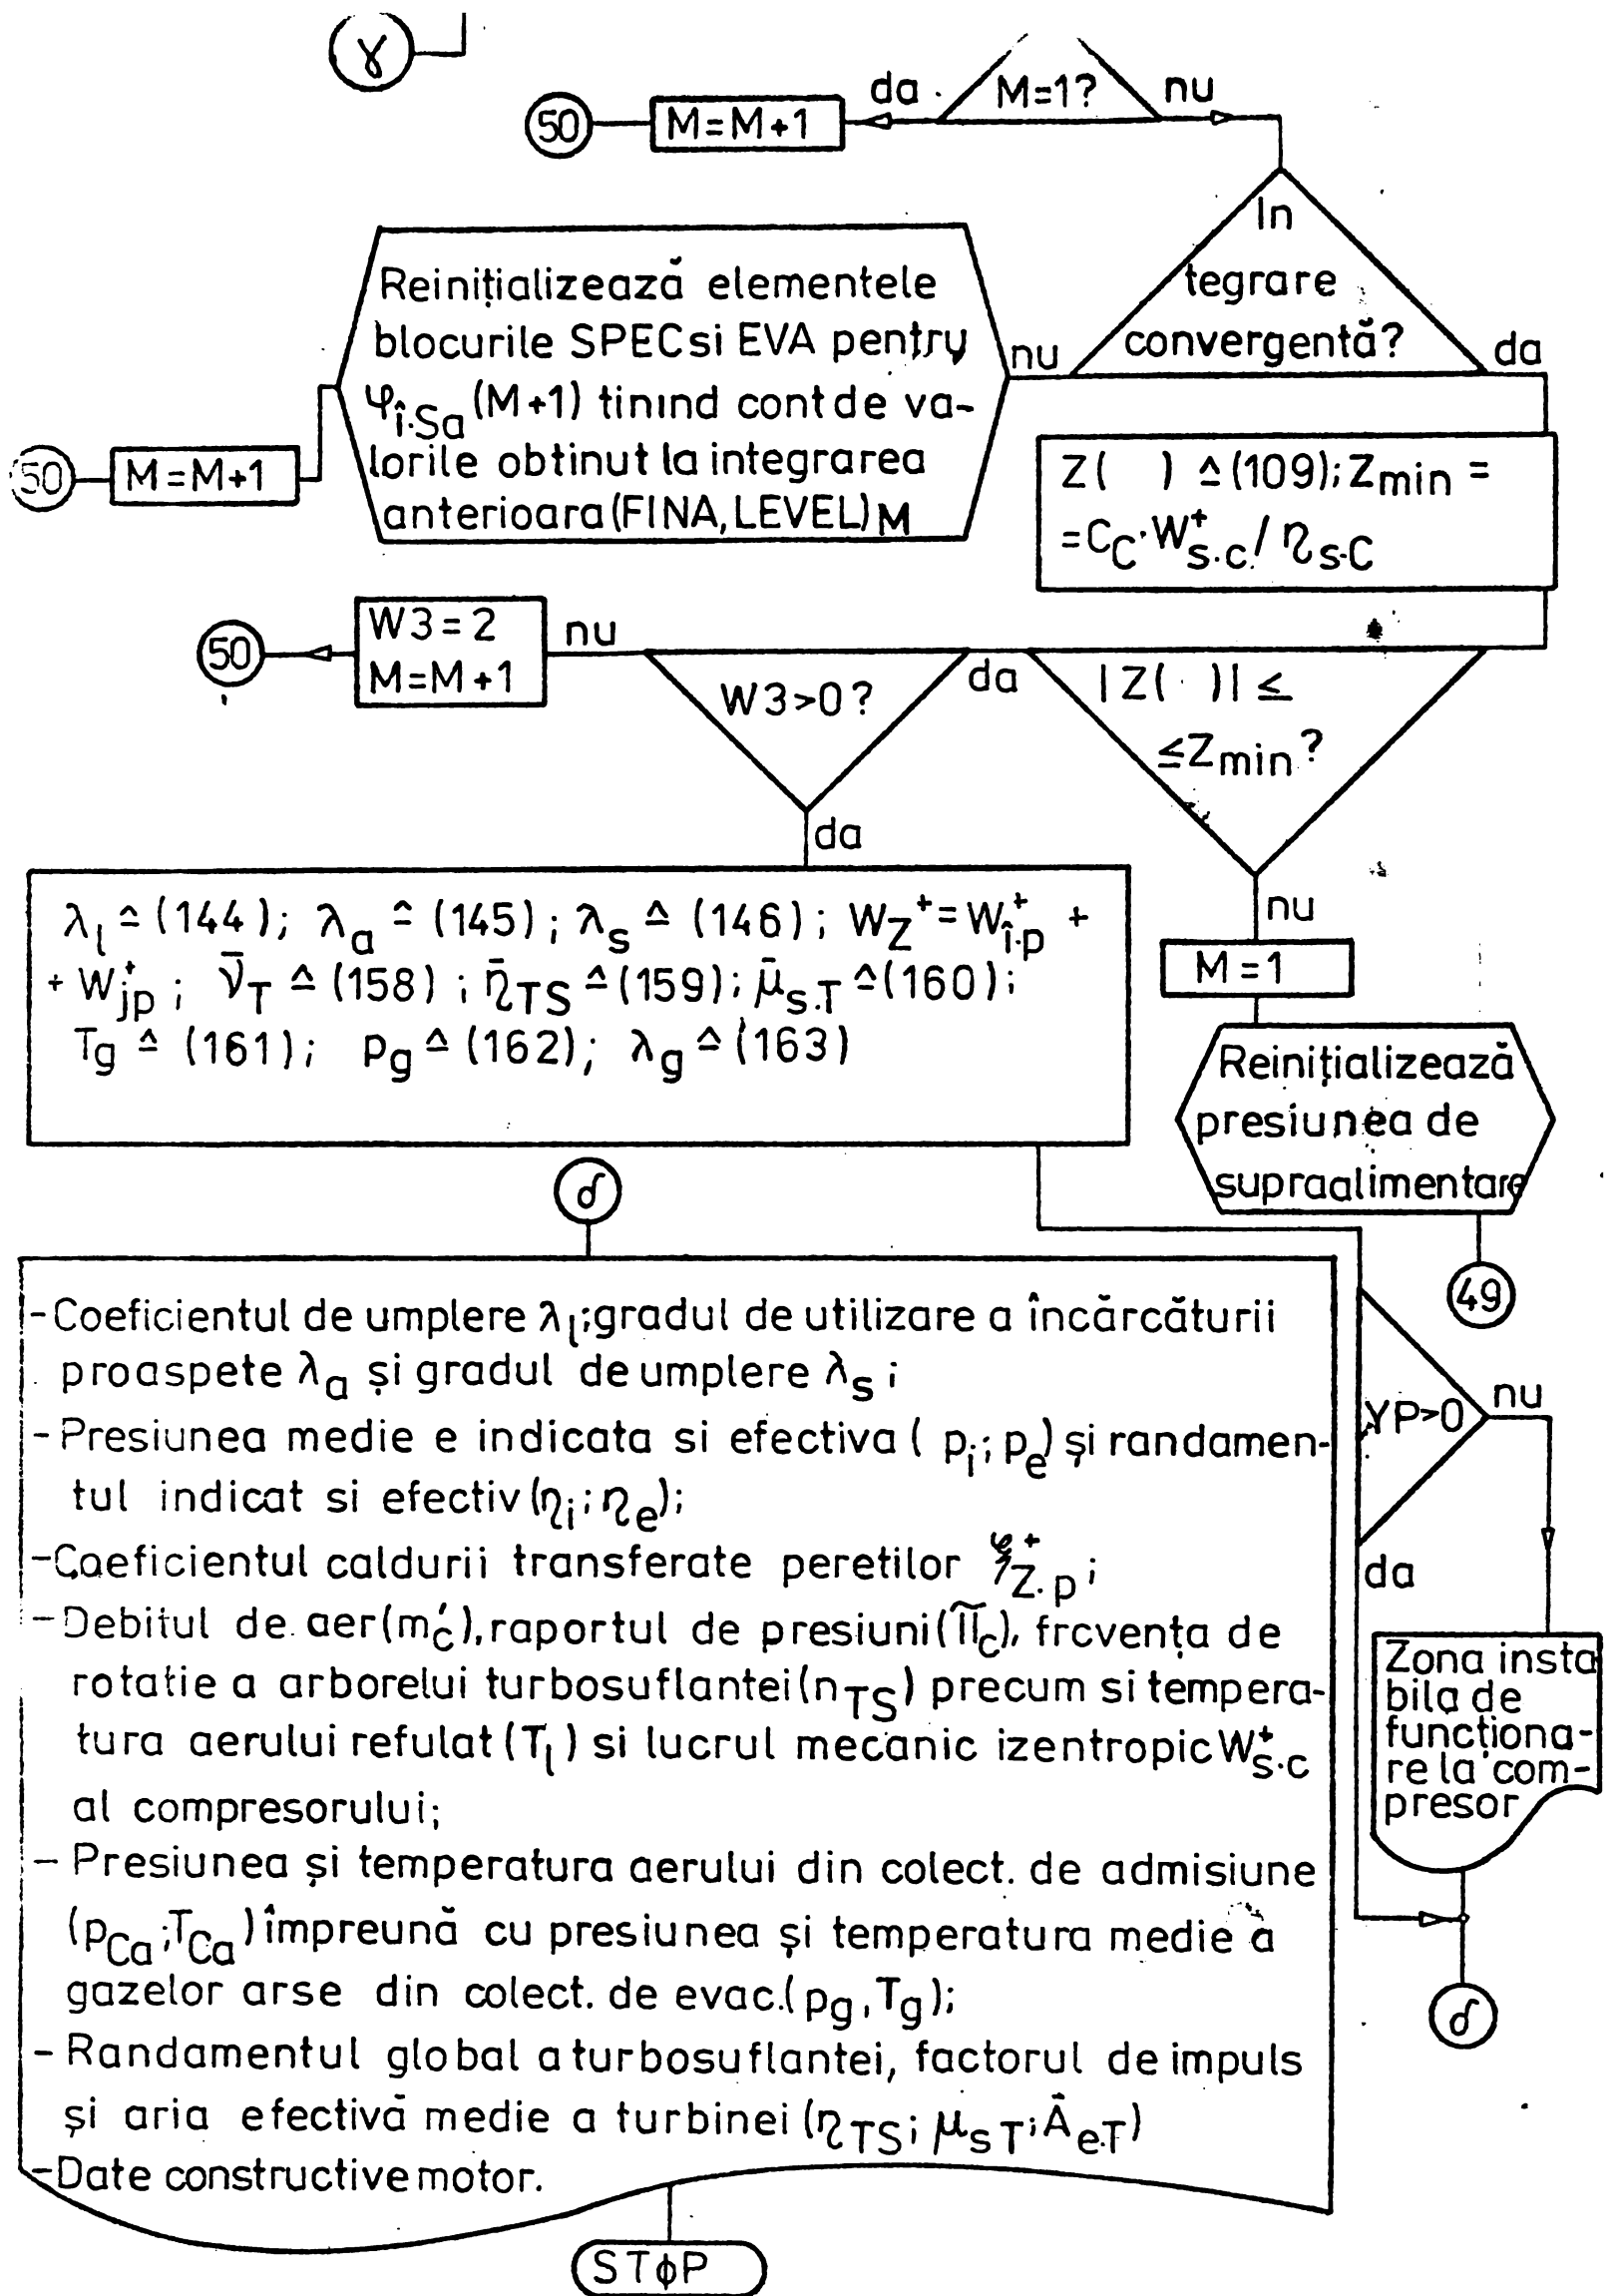 γ
da M=1? nu
50 M=M+1
In
tegrare
convergentă?
nu
da
Reinițializează elementele
blocurile SPEC si EVA pentru
φî·Sa (M+1) tinind cont de va-
lorile obtinut la integrarea
anterioara (FINA, LEVEL)M
50 M=M+1
Z( ) ≙ (109); Zmin =
=CC·W⁺s.c./ηs·C
50
W3=2
M=M+1
nu
W3>0?
da
|Z( )| ≤
≤Zmin?
da
nu
λl ≙ (144); λa ≙ (145); λs ≙ (146); WZ⁺=W⁺î·p +
+ W⁺jp; ν̄T ≙ (158); η̄TS ≙ (159); μ̄s.T ≙ (160);
Tg ≙ (161); pg ≙ (162); λg ≙ (163)
M=1
Reinițializează
presiunea de
supraalimentare
49
δ
-Coeficientul de umplere λl; gradul de utilizare a încărcăturii
proaspete λa și gradul de umplere λs;
-Presiunea medie e indicata si efectiva (pi; pe) și randamen-
tul indicat si efectiv (ηi; ηe);
-Coeficientul caldurii transferate peretilor Z.p;
-Debitul de aer (m′c), raportul de presiuni (Π̃c), frcvența de
rotatie a arborelui turbosuflantei (nTS) precum si tempera-
tura aerului refulat (Tl) si lucrul mecanic izentropic W⁺s.c
al compresorului;
- Presiunea și temperatura aerului din colect. de admisiune
(pCa; TCa) împreună cu presiunea și temperatura medie a
gazelor arse din colect. de evac. (pg, Tg);
- Randamentul global a turbosuflantei, factorul de impuls
și aria efectivă medie a turbinei (ηTS; μsT; Âe.T)
-Date constructive motor.
STφP
YP>0
nu
da
Zona insta
bila de
funcționa-
re la com-
presor
δ